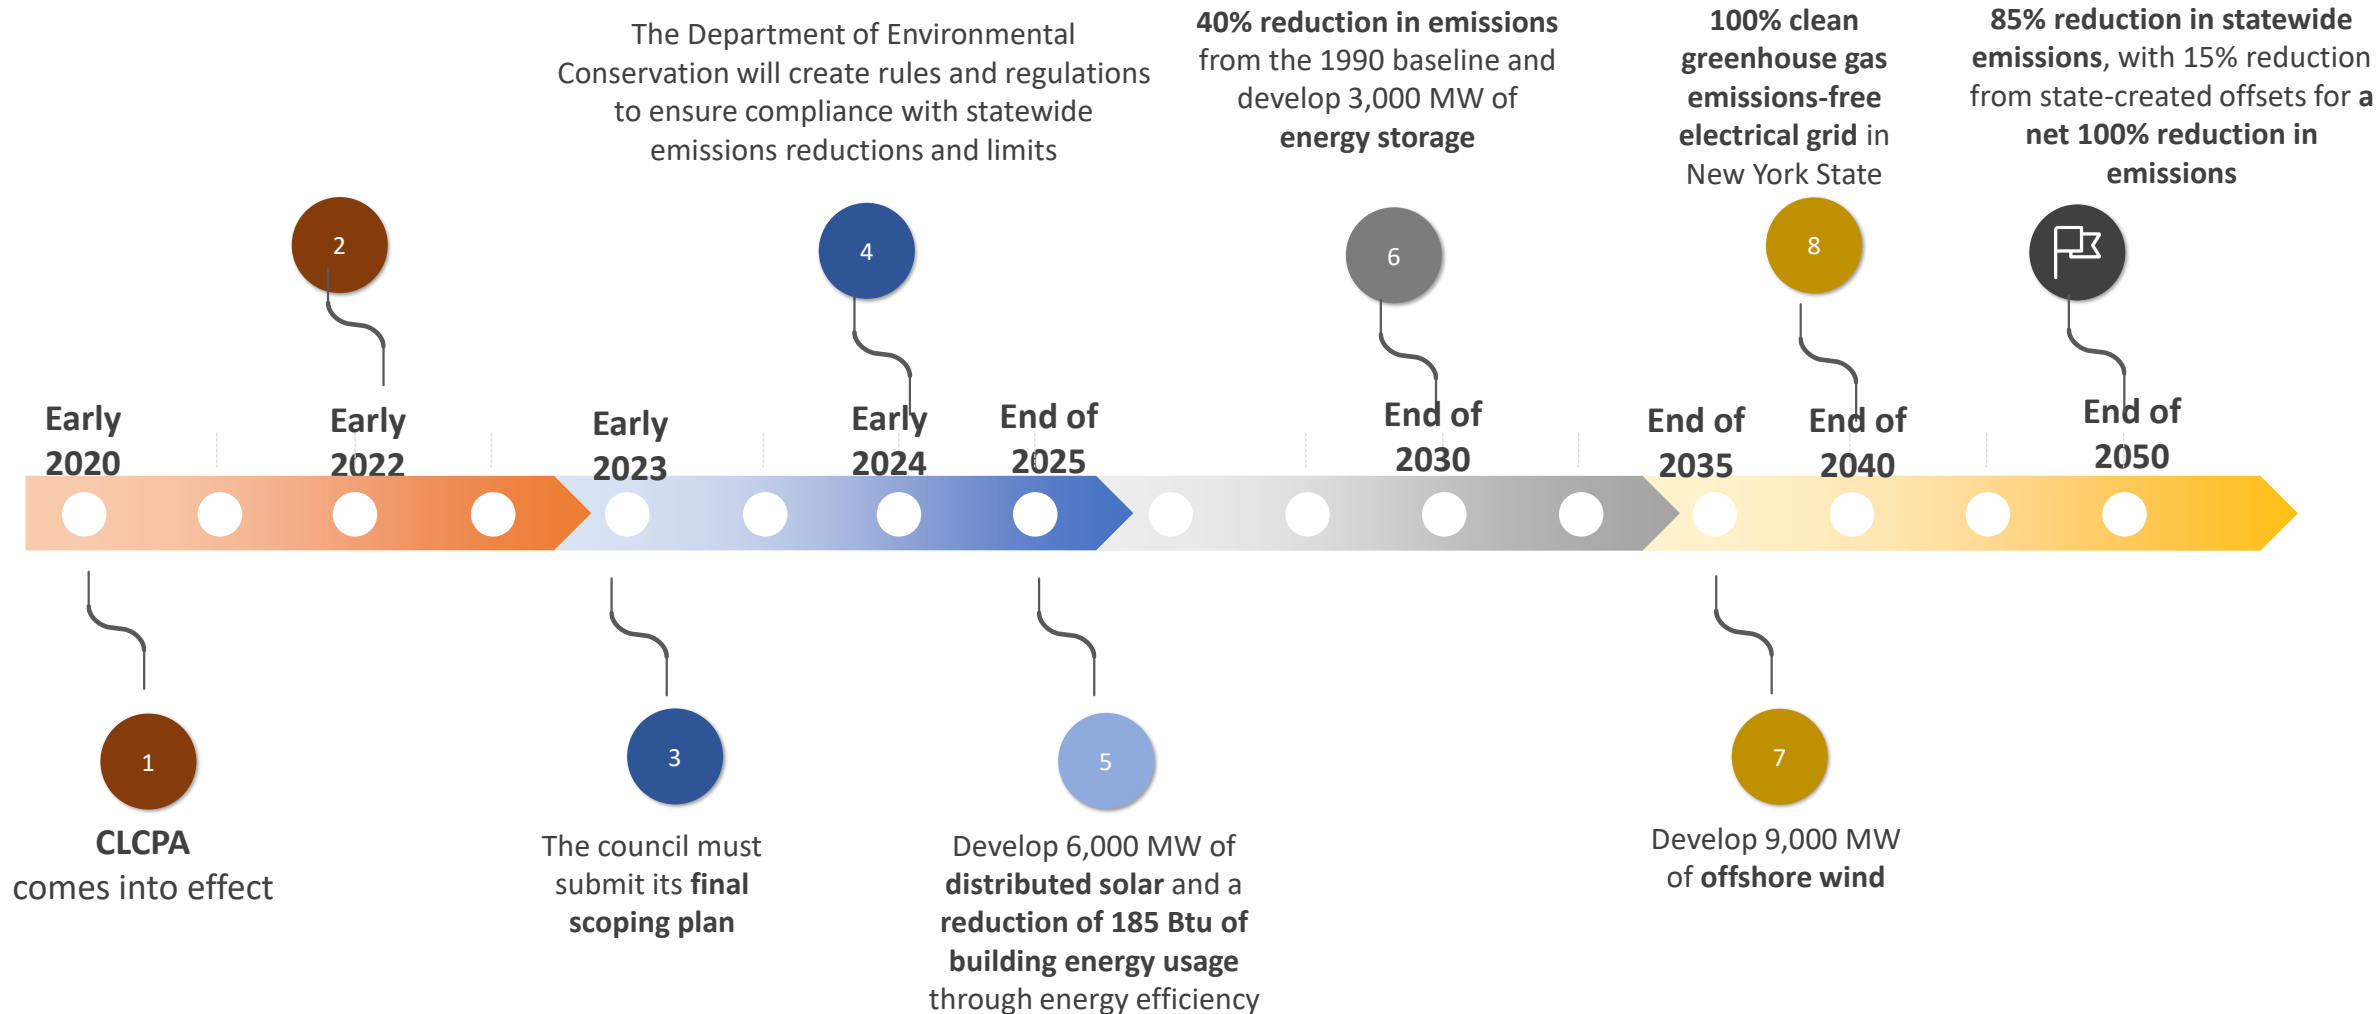 The Department of Environmental
Conservation will create rules and regulations
to ensure compliance with statewide
emissions reductions and limits
40% reduction in emissions
from the 1990 baseline and
develop 3,000 MW of
energy storage
100% clean
greenhouse gas
emissions-free
electrical grid in
New York State
85% reduction in statewide
emissions, with 15% reduction
from state-created offsets for a
net 100% reduction in
emissions
2
4
6
8
Early
2020
Early
2022
Early
2023
Early
2024
End of
2025
End of
2030
End of
2035
End of
2040
End of
2050
1
3
5
7
CLCPA
comes into effect
The council must
submit its final
scoping plan
Develop 6,000 MW of
distributed solar and a
reduction of 185 Btu of
building energy usage
through energy efficiency
Develop 9,000 MW
of offshore wind